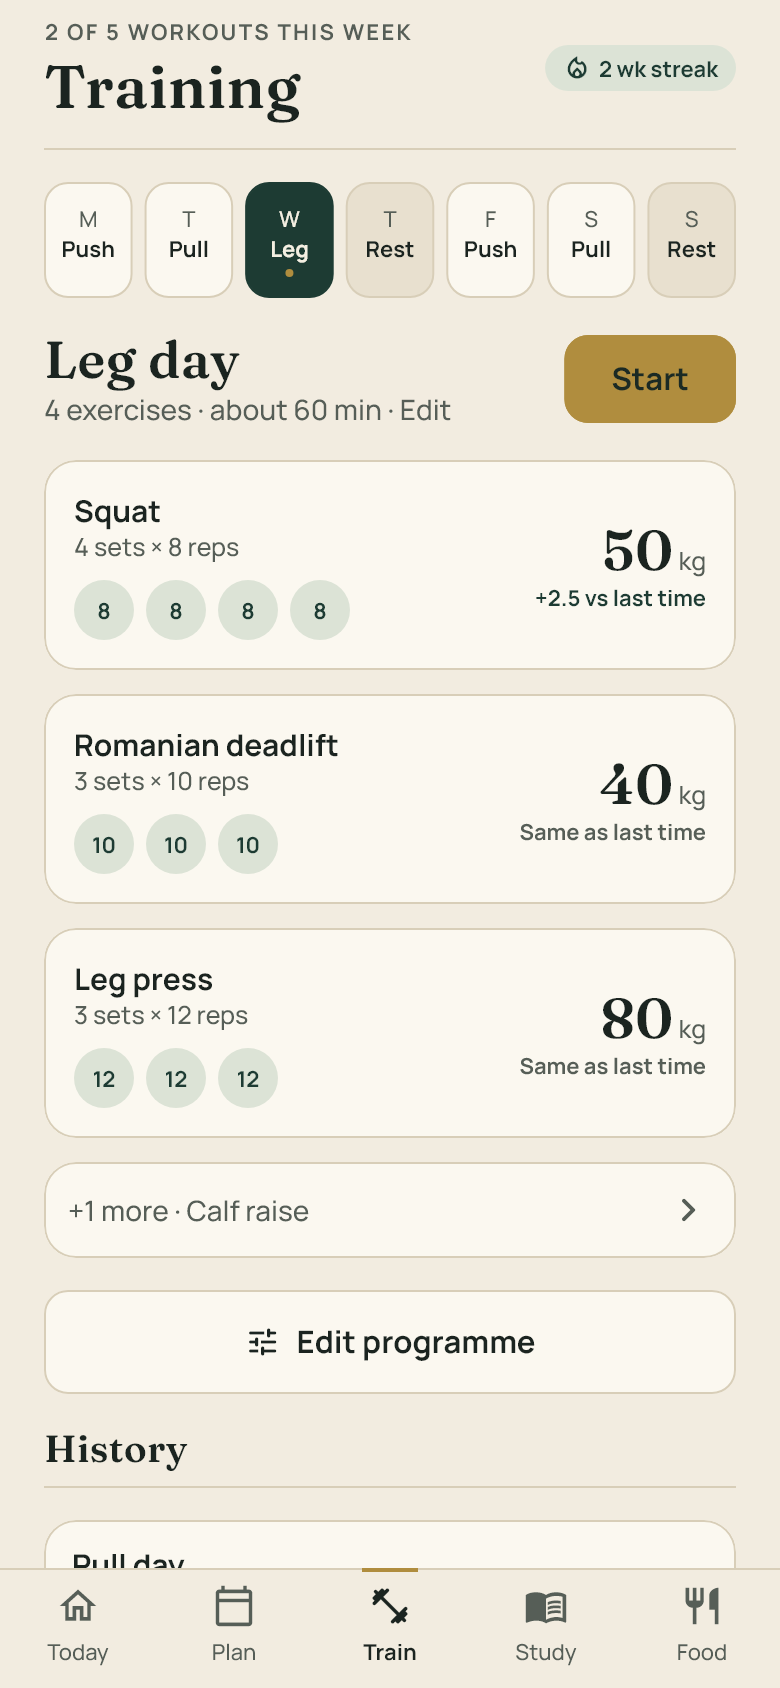 2 OF 5 WORKOUTS THIS WEEK
Training
2 wk streak
M T W T F S S
Push Pull Leg Rest Push Pull Rest
Leg day
4 exercises · about 60 min · Edit
Start
Squat
4 sets × 8 reps
8 8 8 8
50 kg
+2.5 vs last time
Romanian deadlift
3 sets × 10 reps
10 10 10
40 kg
Same as last time
Leg press
3 sets × 12 reps
12 12 12
80 kg
Same as last time
+1 more · Calf raise
Edit programme
History
Pull day
Today Plan Train Study Food